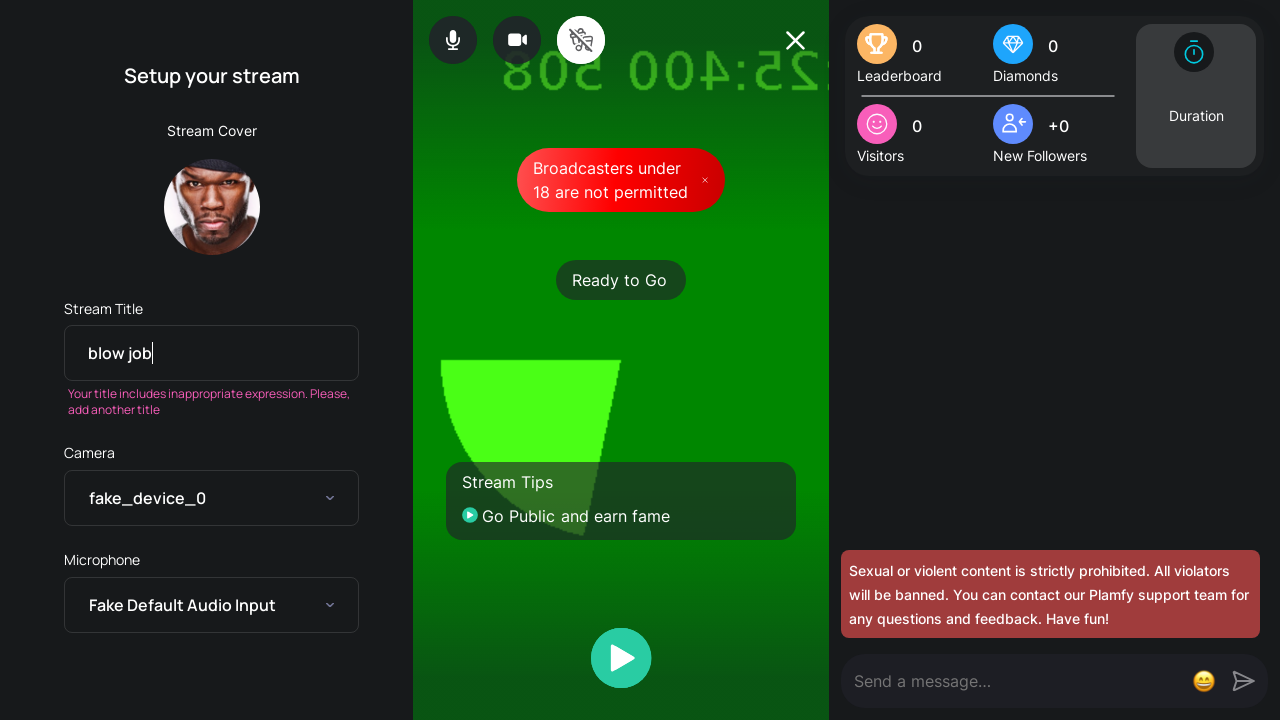 Setup your stream
Stream Cover
Stream Title
blow job
Your title includes inappropriate expression. Please,
add another title
Camera
fake_device_0
Microphone
Fake Default Audio Input
:25:400 508
Broadcasters under
18 are not permitted
Ready to Go
Stream Tips
Go Public and earn fame
0
Leaderboard
0
Diamonds
0
Visitors
+0
New Followers
Duration
Sexual or violent content is strictly prohibited. All violators
will be banned. You can contact our Plamfy support team for
any questions and feedback. Have fun!
Send a message...